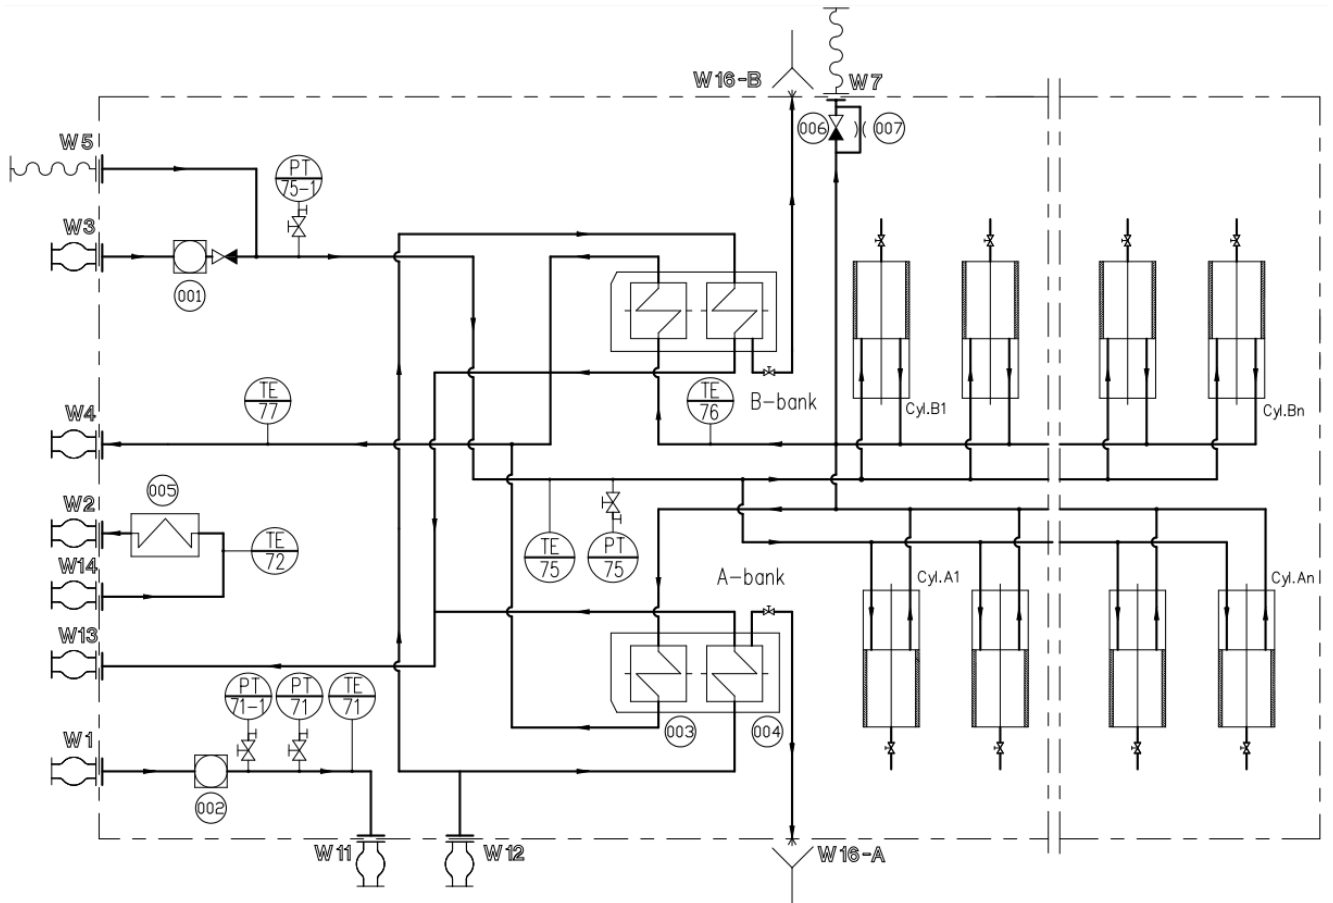 W16-B
W7
006
007
W5
PT
75-1
W3
001
TE
77
TE
76
B-bank
Cyl.B1
Cyl.Bn
W4
005
W2
TE
72
TE
75
PT
75
A-bank
Cyl.A1
Cyl.An
W14
W13
PT
71-1
PT
71
TE
71
003
004
W1
002
W11
W12
W16-A